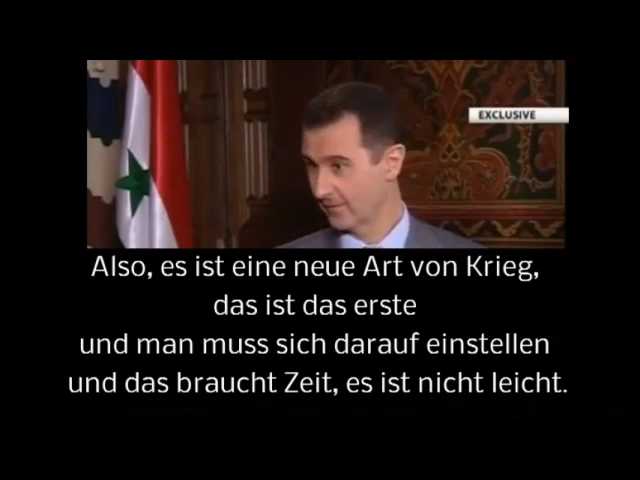 EXCLUSIVE
Also, es ist eine neue Art von Krieg,
das ist das erste
und man muss sich darauf einstellen
und das braucht Zeit, es ist nicht leicht.